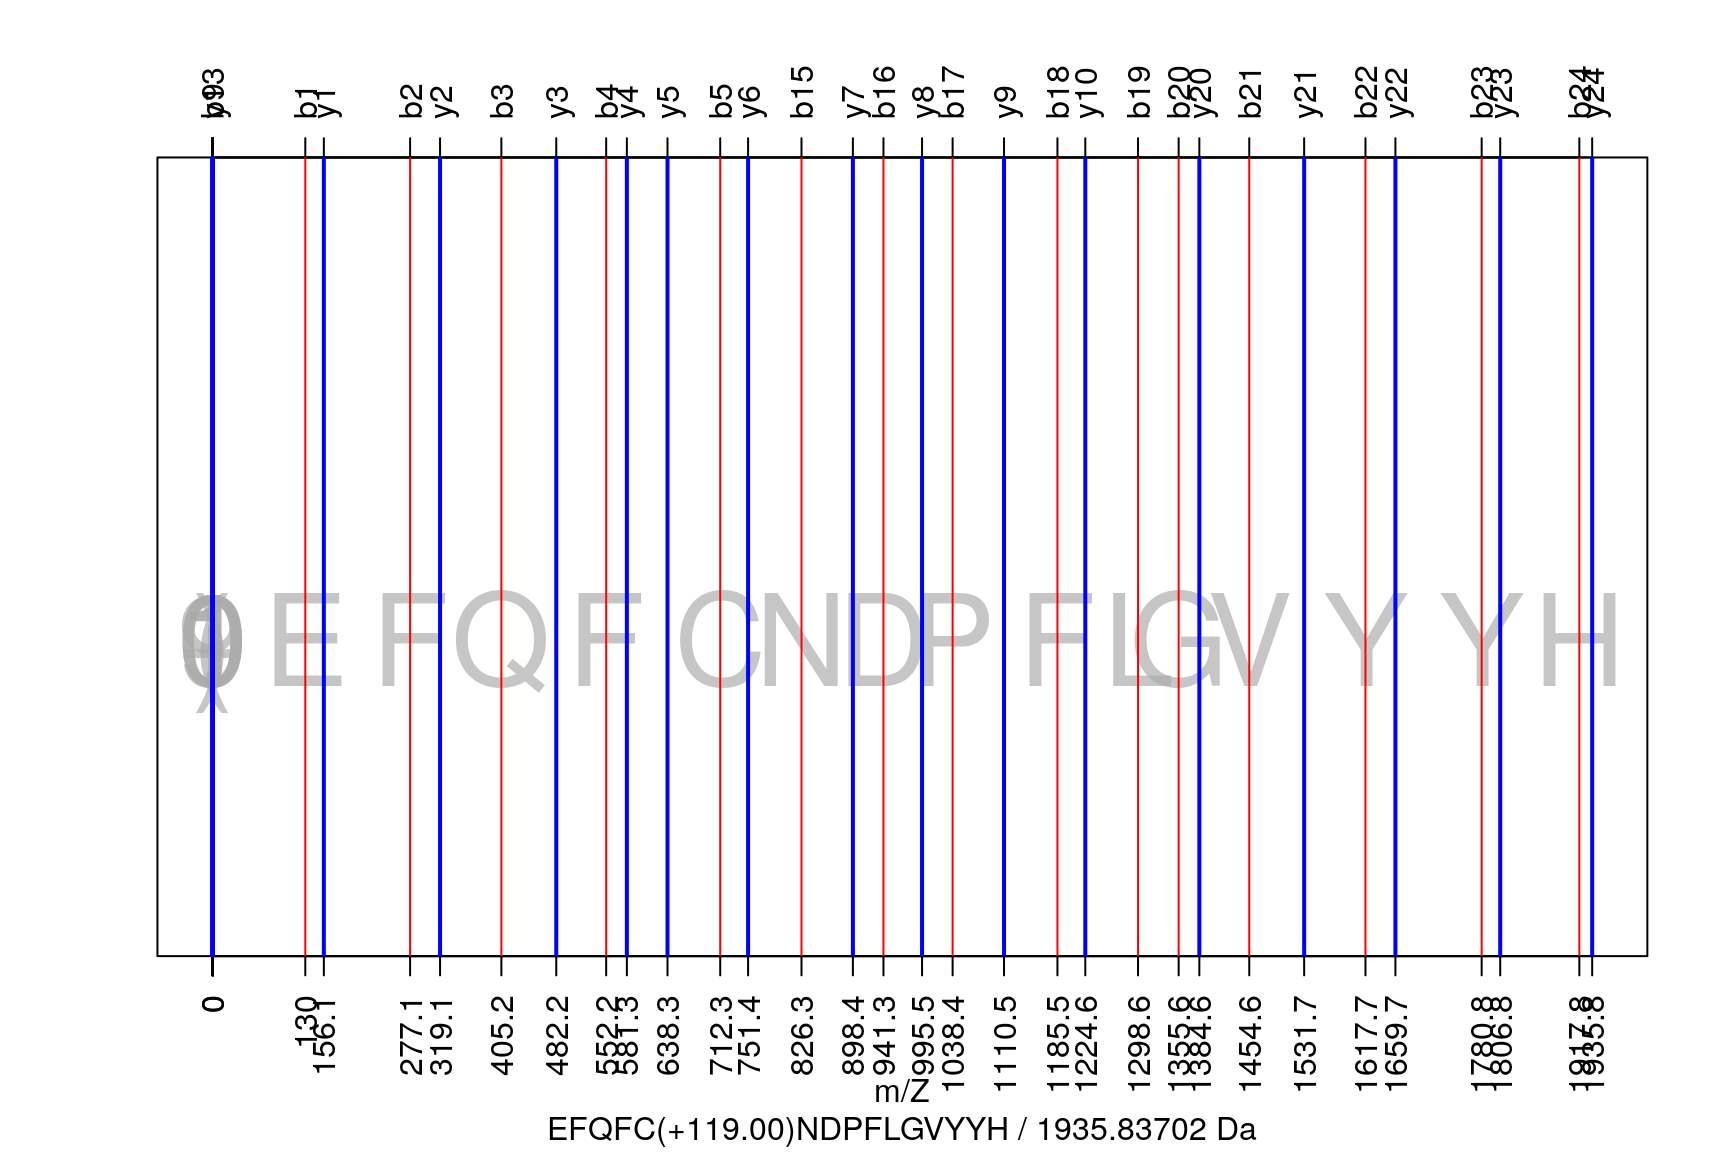 b1 y1 b2 y2 b3 y3 b4 y4 y5 b5 y6 b15 y7 b16 y8 b17 y9 b18 y10 b19 b20 y20 b21 y21 b22 y22 b23 y23 b24 y24
E F Q F C N D P F L G V Y Y H
0 130 156.1 277.1 319.1 405.2 482.2 552.2 581.3 638.3 712.3 751.4 826.3 898.4 941.3 995.5 1038.4 1110.5 1185.5 1224.6 1298.6 1355.6 1384.6 1454.6 1531.7 1617.7 1659.7 1780.8 1806.8 1917.8 1935.8
m/Z
EFQFC(+119.00)NDPFLGVYYH / 1935.83702 Da